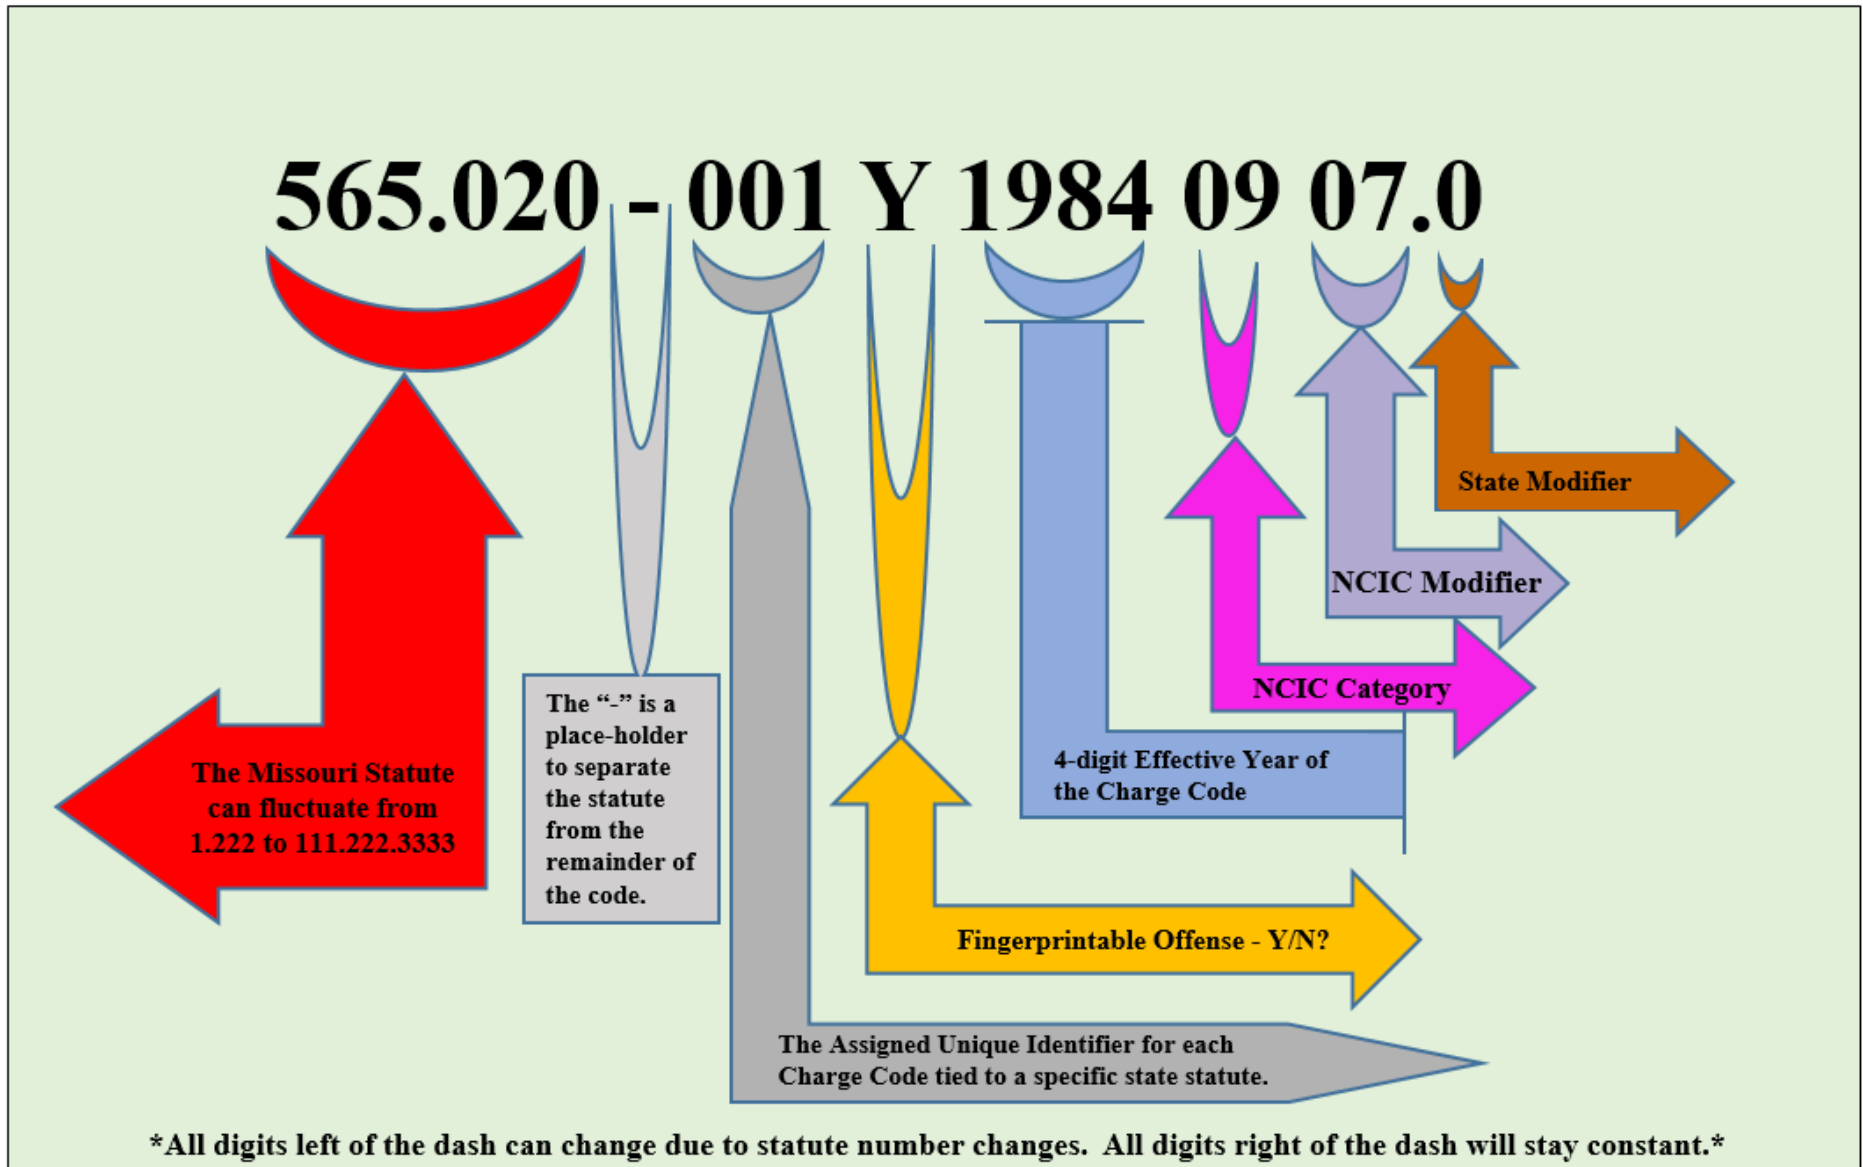 565.020 - 001 Y 1984 09 07.0
State Modifier
NCIC Modifier
NCIC Category
The “-” is a
place-holder
to separate
the statute
from the
remainder of
the code.
4-digit Effective Year of
the Charge Code
The Missouri Statute
can fluctuate from
1.222 to 111.222.3333
Fingerprintable Offense - Y/N?
The Assigned Unique Identifier for each
Charge Code tied to a specific state statute.
*All digits left of the dash can change due to statute number changes.  All digits right of the dash will stay constant.*